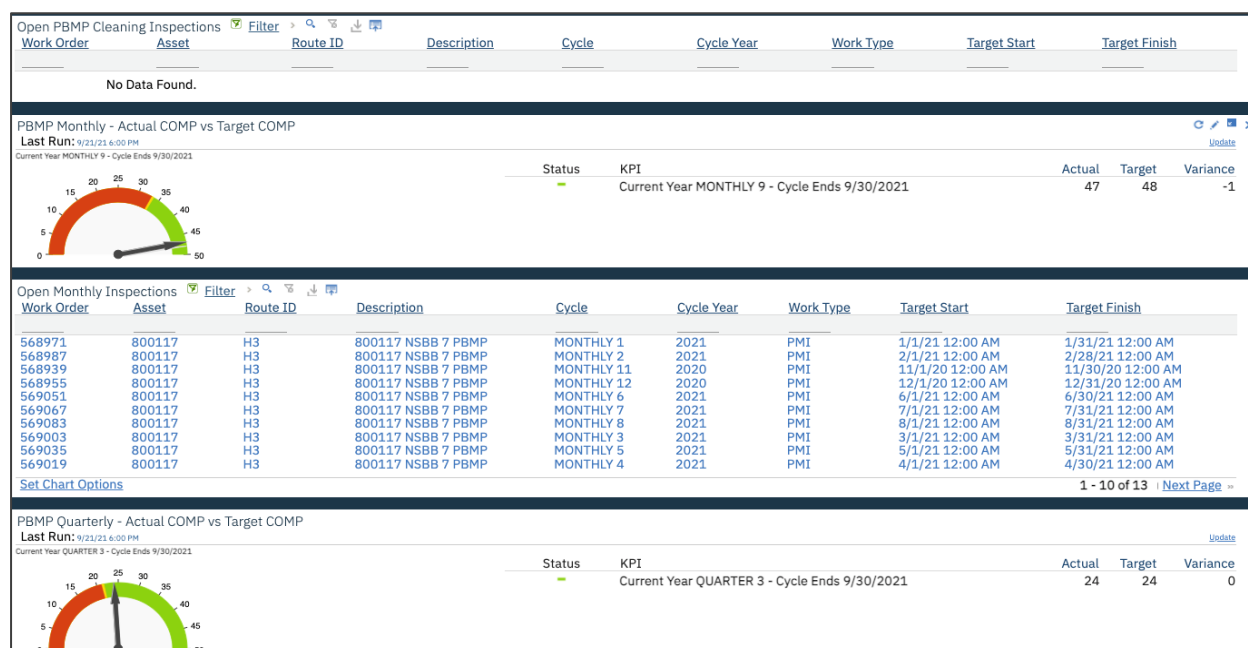 Open PBMP Cleaning Inspections Filter
Work Order Asset Route ID Description Cycle Cycle Year Work Type Target Start Target Finish
No Data Found.
PBMP Monthly - Actual COMP vs Target COMP
Last Run: 9/21/21 6:00 PM Update
Current Year MONTHLY 9 - Cycle Ends 9/30/2021
0 5 10 15 20 25 30 35 40 45 50
Status KPI Actual Target Variance
Current Year MONTHLY 9 - Cycle Ends 9/30/2021 47 48 -1
Open Monthly Inspections Filter
Work Order Asset Route ID Description Cycle Cycle Year Work Type Target Start Target Finish
568971 800117 H3 800117 NSBB 7 PBMP MONTHLY 1 2021 PMI 1/1/21 12:00 AM 1/31/21 12:00 AM
568987 800117 H3 800117 NSBB 7 PBMP MONTHLY 2 2021 PMI 2/1/21 12:00 AM 2/28/21 12:00 AM
568939 800117 H3 800117 NSBB 7 PBMP MONTHLY 11 2020 PMI 11/1/20 12:00 AM 11/30/20 12:00 AM
568955 800117 H3 800117 NSBB 7 PBMP MONTHLY 12 2020 PMI 12/1/20 12:00 AM 12/31/20 12:00 AM
569051 800117 H3 800117 NSBB 7 PBMP MONTHLY 6 2021 PMI 6/1/21 12:00 AM 6/30/21 12:00 AM
569067 800117 H3 800117 NSBB 7 PBMP MONTHLY 7 2021 PMI 7/1/21 12:00 AM 7/31/21 12:00 AM
569083 800117 H3 800117 NSBB 7 PBMP MONTHLY 8 2021 PMI 8/1/21 12:00 AM 8/31/21 12:00 AM
569003 800117 H3 800117 NSBB 7 PBMP MONTHLY 3 2021 PMI 3/1/21 12:00 AM 3/31/21 12:00 AM
569035 800117 H3 800117 NSBB 7 PBMP MONTHLY 5 2021 PMI 5/1/21 12:00 AM 5/31/21 12:00 AM
569019 800117 H3 800117 NSBB 7 PBMP MONTHLY 4 2021 PMI 4/1/21 12:00 AM 4/30/21 12:00 AM
Set Chart Options 1 - 10 of 13 Next Page
PBMP Quarterly - Actual COMP vs Target COMP
Last Run: 9/21/21 6:00 PM Update
Current Year QUARTER 3 - Cycle Ends 9/30/2021
5 10 15 20 25 30 35 40 45
Status KPI Actual Target Variance
Current Year QUARTER 3 - Cycle Ends 9/30/2021 24 24 0